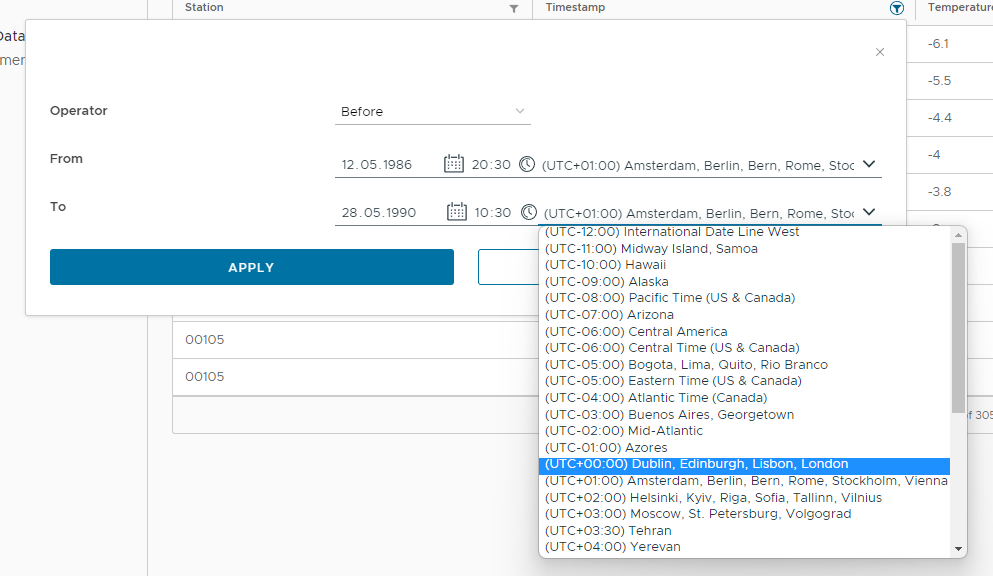 Station
Timestamp
Temperature
Data
-6.1
-5.5
Operator
Before
-4.4
From
12.05.1986
20:30
(UTC+01:00) Amsterdam, Berlin, Bern, Rome, Stoc
-4
-3.8
To
28.05.1990
10:30
(UTC+01:00) Amsterdam, Berlin, Bern, Rome, Stoc
(UTC-12:00) International Date Line West
(UTC-11:00) Midway Island, Samoa
(UTC-10:00) Hawaii
APPLY
(UTC-09:00) Alaska
(UTC-08:00) Pacific Time (US & Canada)
(UTC-07:00) Arizona
(UTC-06:00) Central America
00105
(UTC-06:00) Central Time (US & Canada)
(UTC-05:00) Bogota, Lima, Quito, Rio Branco
00105
(UTC-05:00) Eastern Time (US & Canada)
(UTC-04:00) Atlantic Time (Canada)
(UTC-03:00) Buenos Aires, Georgetown
of 305
(UTC-02:00) Mid-Atlantic
(UTC-01:00) Azores
(UTC+00:00) Dublin, Edinburgh, Lisbon, London
(UTC+01:00) Amsterdam, Berlin, Bern, Rome, Stockholm, Vienna
(UTC+02:00) Helsinki, Kyiv, Riga, Sofia, Tallinn, Vilnius
(UTC+03:00) Moscow, St. Petersburg, Volgograd
(UTC+03:30) Tehran
(UTC+04:00) Yerevan